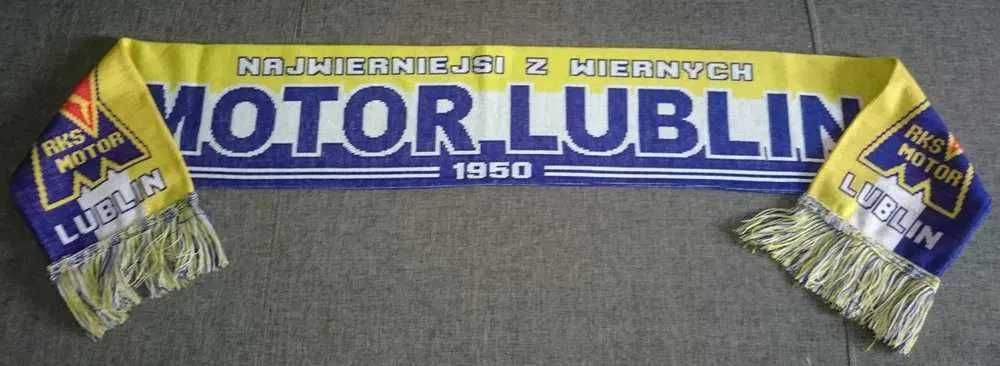 NAJWIERNIEJSI Z WIERNYCH
MOTOR LUBLIN
1950
RKS
MOTOR
LUBLIN
RKS
MOTOR
LUBLIN